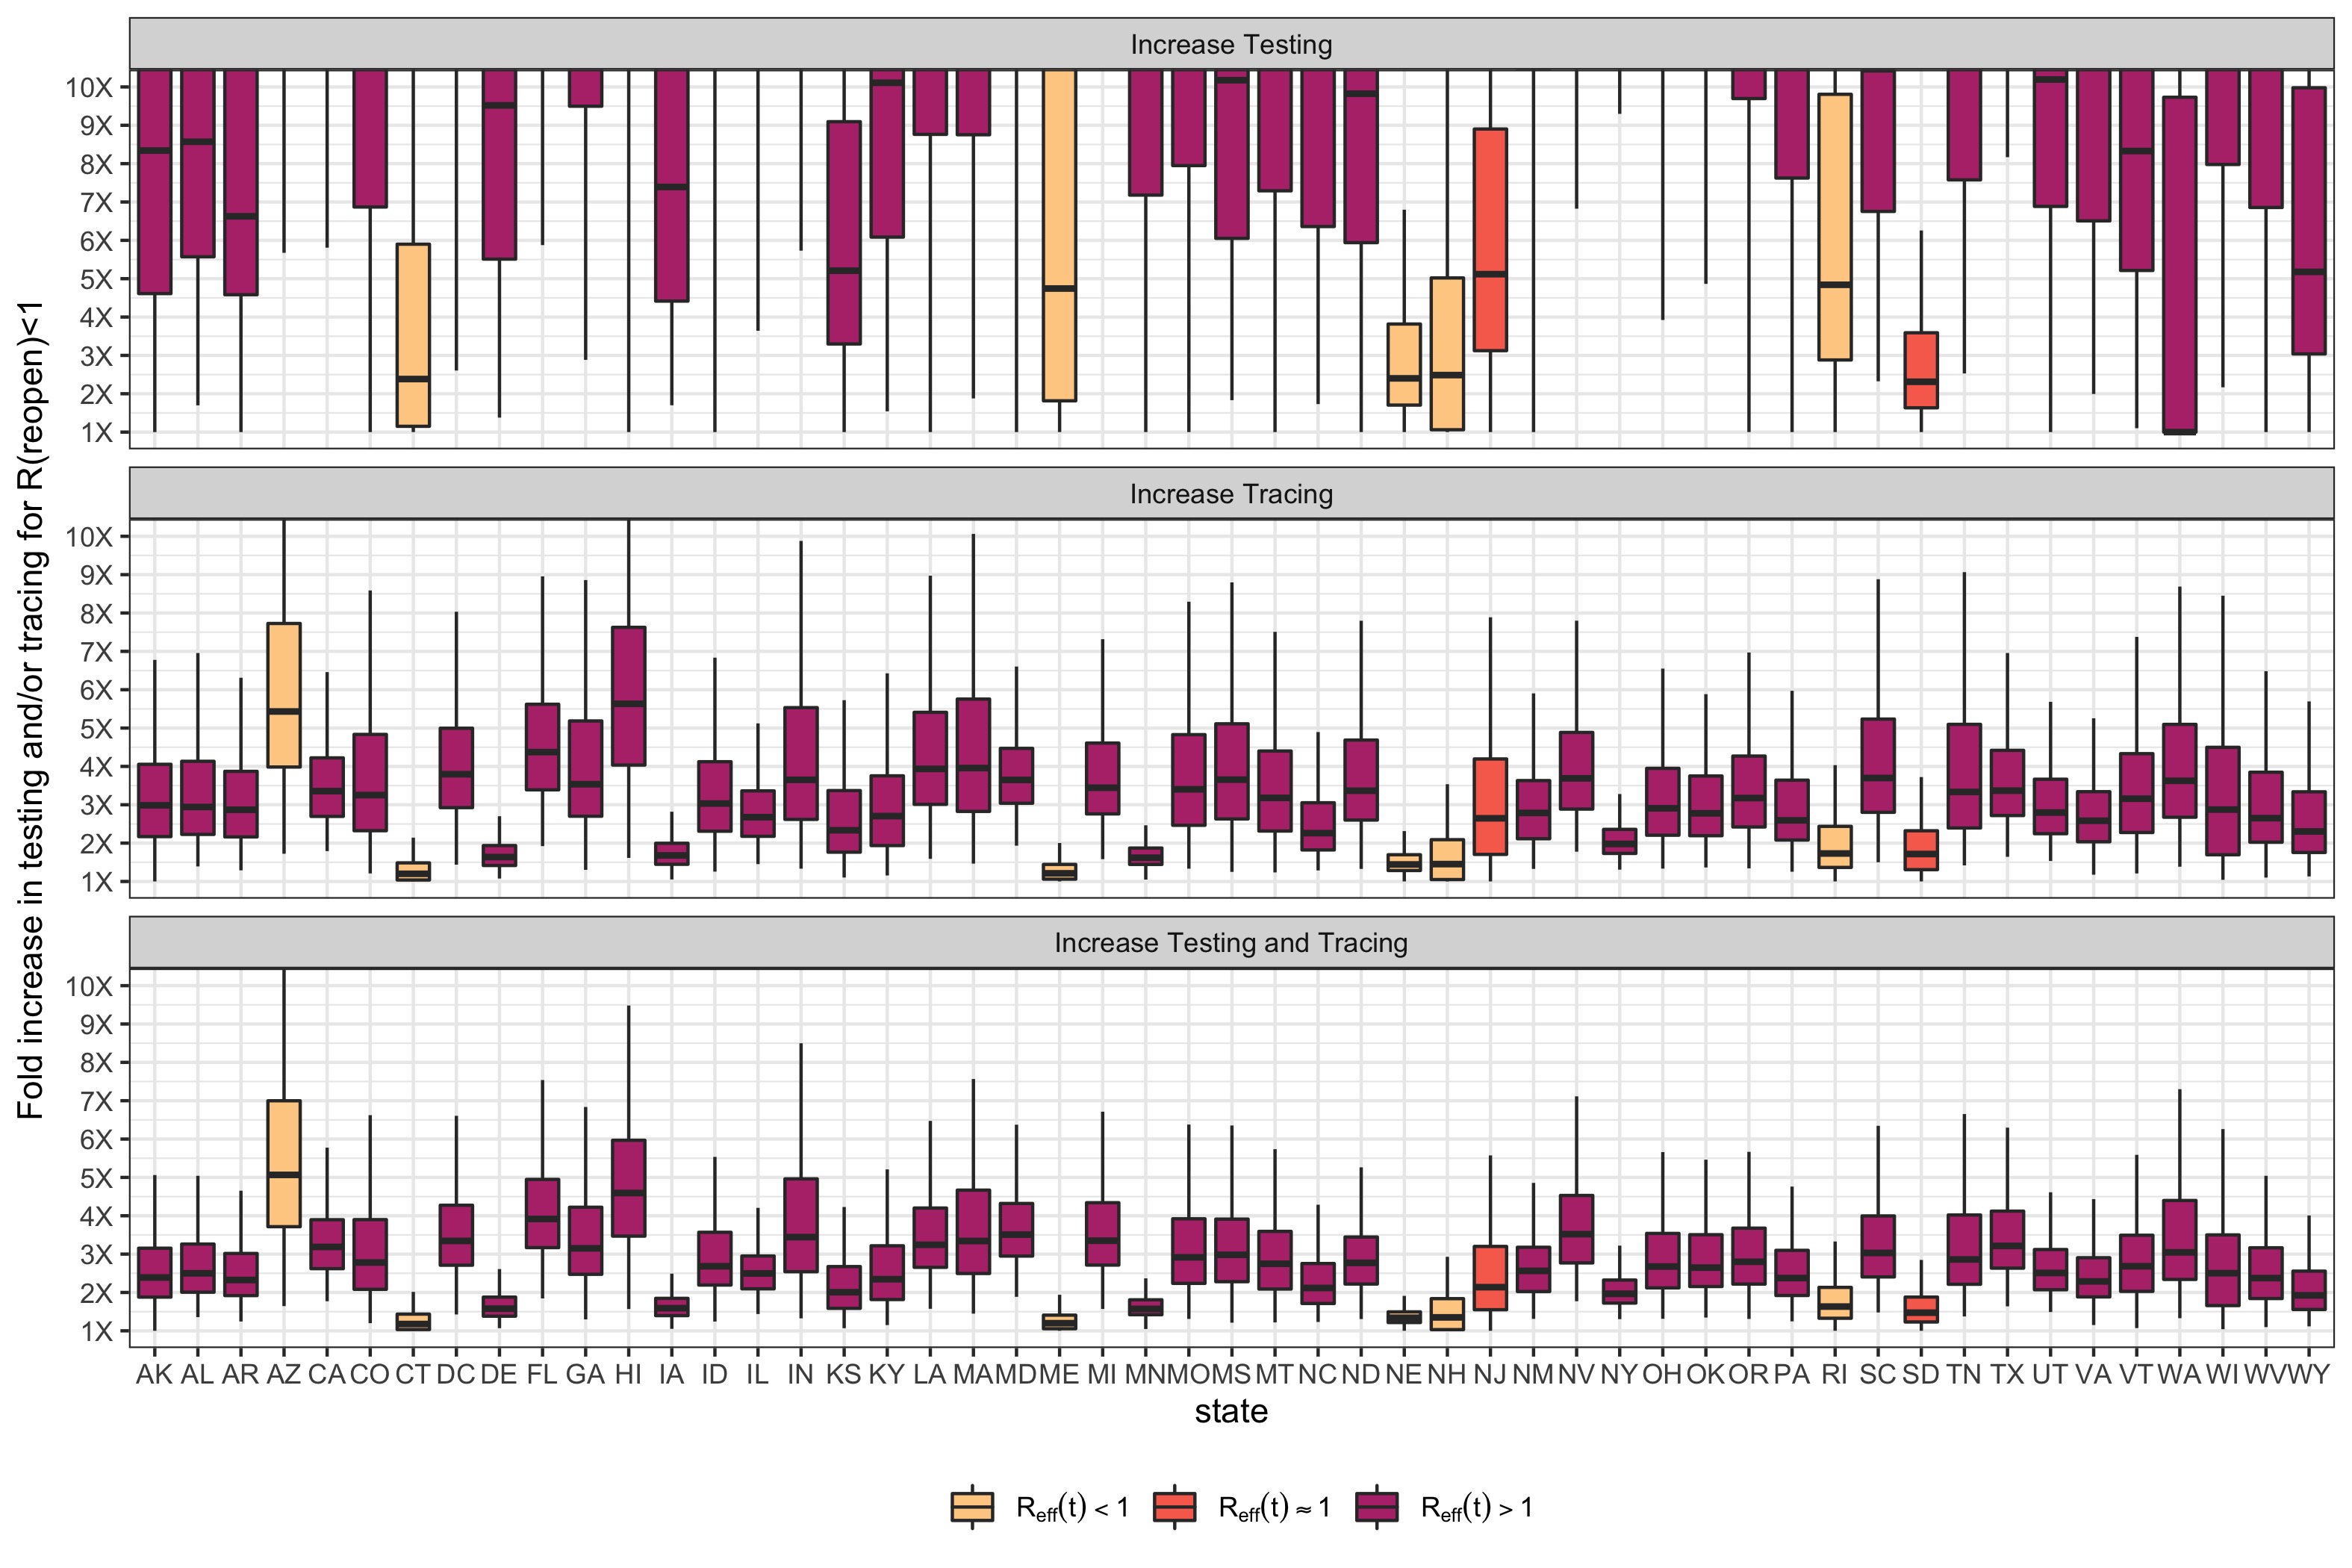 Fold increase in testing and/or tracing for R(reopen)<1
Increase Testing
10X
9X
8X
7X
6X
5X
4X
3X
2X
1X
Increase Tracing
10X
9X
8X
7X
6X
5X
4X
3X
2X
1X
Increase Testing and Tracing
10X
9X
8X
7X
6X
5X
4X
3X
2X
1X
AK AL AR AZ CA CO CT DC DE FL GA HI IA ID IL IN KS KY LA MA MD ME MI MN MO MS MT NC ND NE NH NJ NM NV NY OH OK OR PA RI SC SD TN TX UT VA VT WA WI WV WY
state
Reff(t) < 1 Reff(t) ≈ 1 Reff(t) > 1